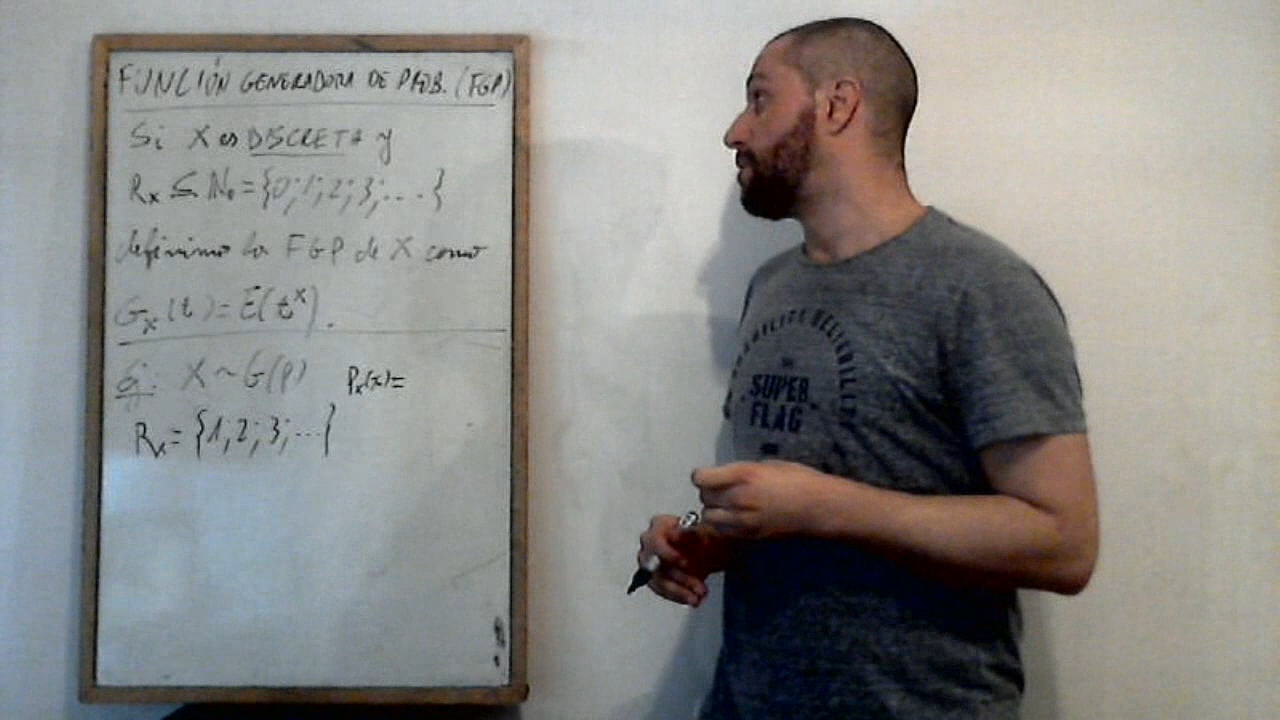 FUNCIÓN GENERADORA DE PROB. (FGP)
Si X es DISCRETA y
Rx ⊆ ℕ₀ = {0; 1; 2; 3; ... }
definimos la FGP de X como
Gx(t) = E(t^X).
Ej: X ~ G(p) Px(x)=
Rx = {1; 2; 3; ... }
SUPER
FLAG